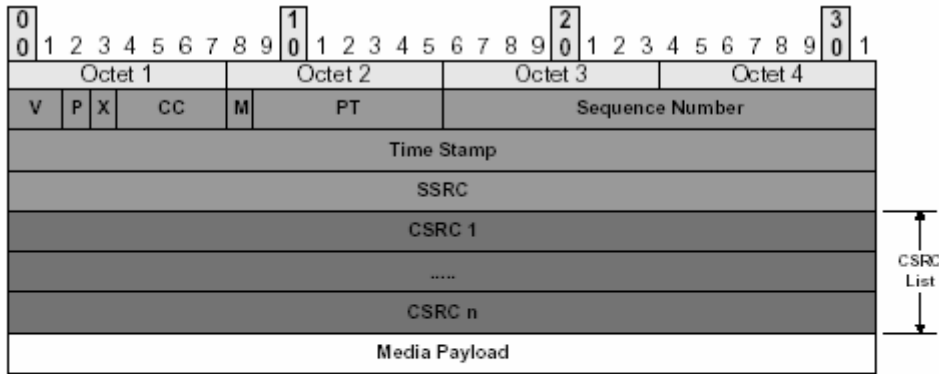 0 1 2 3
0 1 2 3 4 5 6 7 8 9 0 1 2 3 4 5 6 7 8 9 0 1 2 3 4 5 6 7 8 9 0 1
Octet 1 Octet 2 Octet 3 Octet 4
V P X CC M PT Sequence Number
Time Stamp
SSRC
CSRC 1
.....
CSRC n
Media Payload
CSRC
List